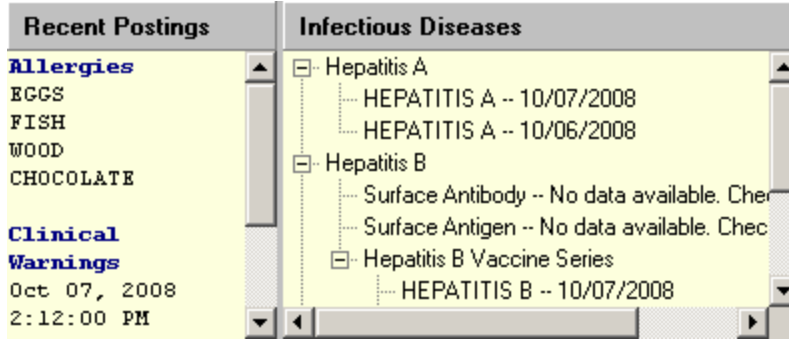 Recent Postings
Allergies
EGGS
FISH
WOOD
CHOCOLATE
Clinical
Warnings
Oct 07, 2008
2:12:00 PM
Infectious Diseases
Hepatitis A
HEPATITIS A -- 10/07/2008
HEPATITIS A -- 10/06/2008
Hepatitis B
Surface Antibody -- No data available. Che
Surface Antigen -- No data available. Chec
Hepatitis B Vaccine Series
HEPATITIS B -- 10/07/2008